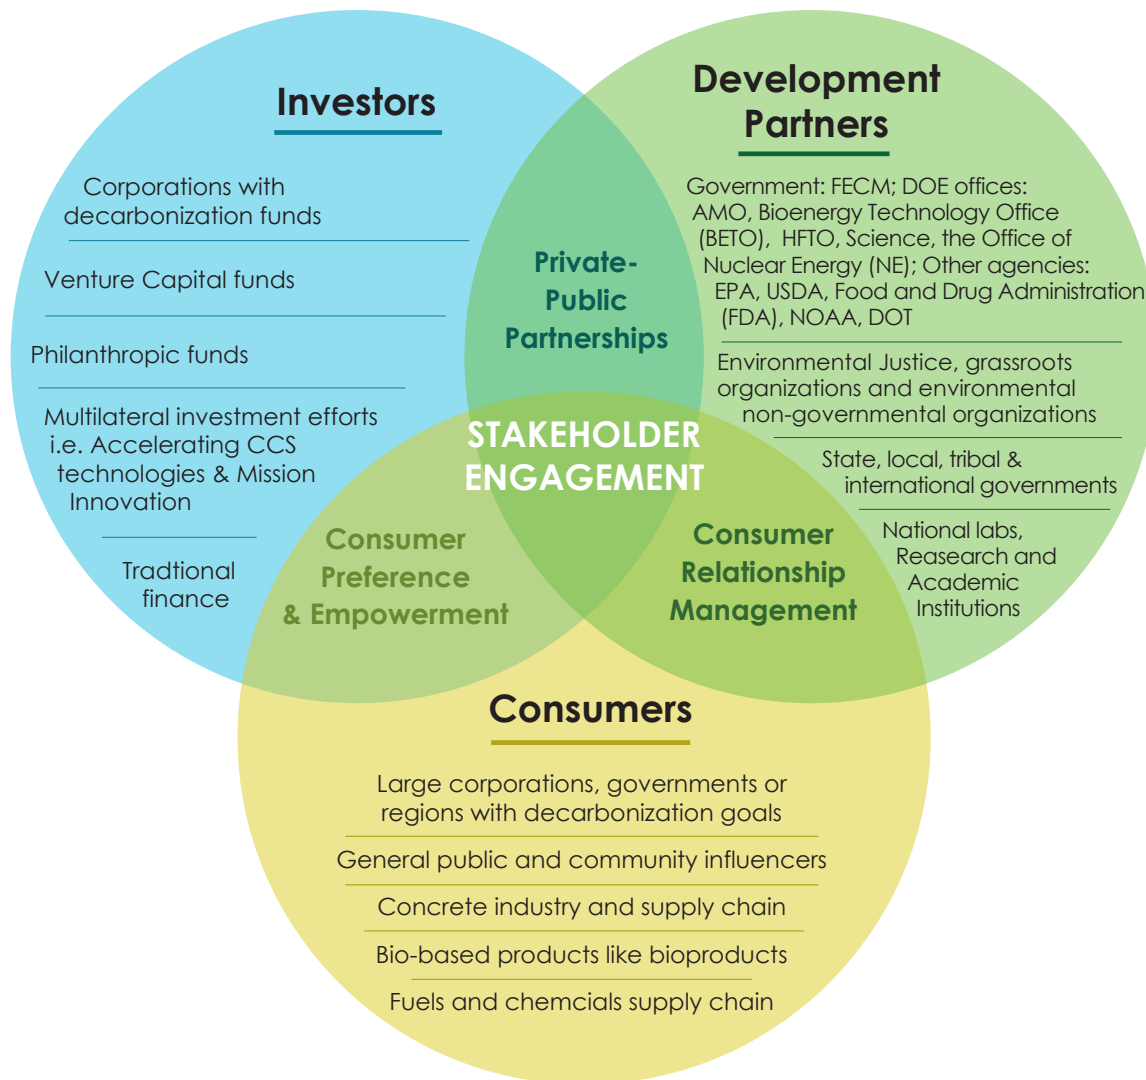 Investors
Corporations with
decarbonization funds
Venture Capital funds
Philanthropic funds
Multilateral investment efforts
i.e. Accelerating CCS
technologies & Mission
Innovation
Tradtional
finance
Development
Partners
Government: FECM; DOE offices:
AMO, Bioenergy Technology Office
(BETO), HFTO, Science, the Office of
Nuclear Energy (NE); Other agencies:
EPA, USDA, Food and Drug Administration
(FDA), NOAA, DOT
Environmental Justice, grassroots
organizations and environmental
non-governmental organizations
State, local, tribal &
international governments
National labs,
Reasearch and
Academic
Institutions
Private-
Public
Partnerships
STAKEHOLDER
ENGAGEMENT
Consumer
Preference
& Empowerment
Consumer
Relationship
Management
Consumers
Large corporations, governments or
regions with decarbonization goals
General public and community influencers
Concrete industry and supply chain
Bio-based products like bioproducts
Fuels and chemcials supply chain